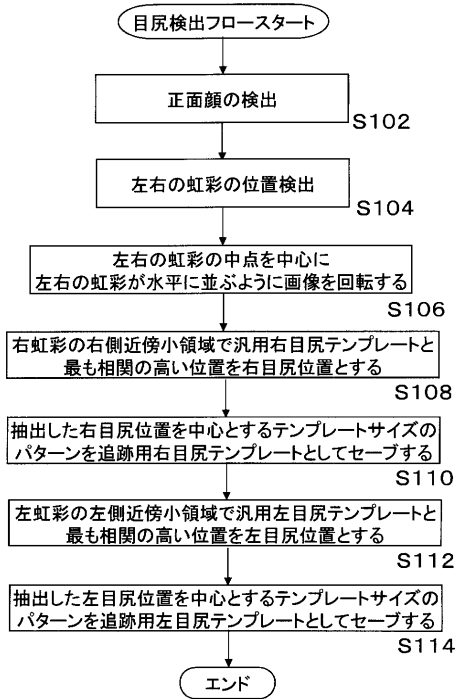 目尻検出フロースタート
正面顔の検出
S102
左右の虹彩の位置検出
S104
左右の虹彩の中点を中心に
左右の虹彩が水平に並ぶように画像を回転する
S106
右虹彩の右側近傍小領域で汎用右目尻テンプレートと
最も相関の高い位置を右目尻位置とする
S108
抽出した右目尻位置を中心とするテンプレートサイズの
パターンを追跡用右目尻テンプレートとしてセーブする
S110
左虹彩の左側近傍小領域で汎用左目尻テンプレートと
最も相関の高い位置を左目尻位置とする
S112
抽出した左目尻位置を中心とするテンプレートサイズの
パターンを追跡用左目尻テンプレートとしてセーブする
S114
エンド